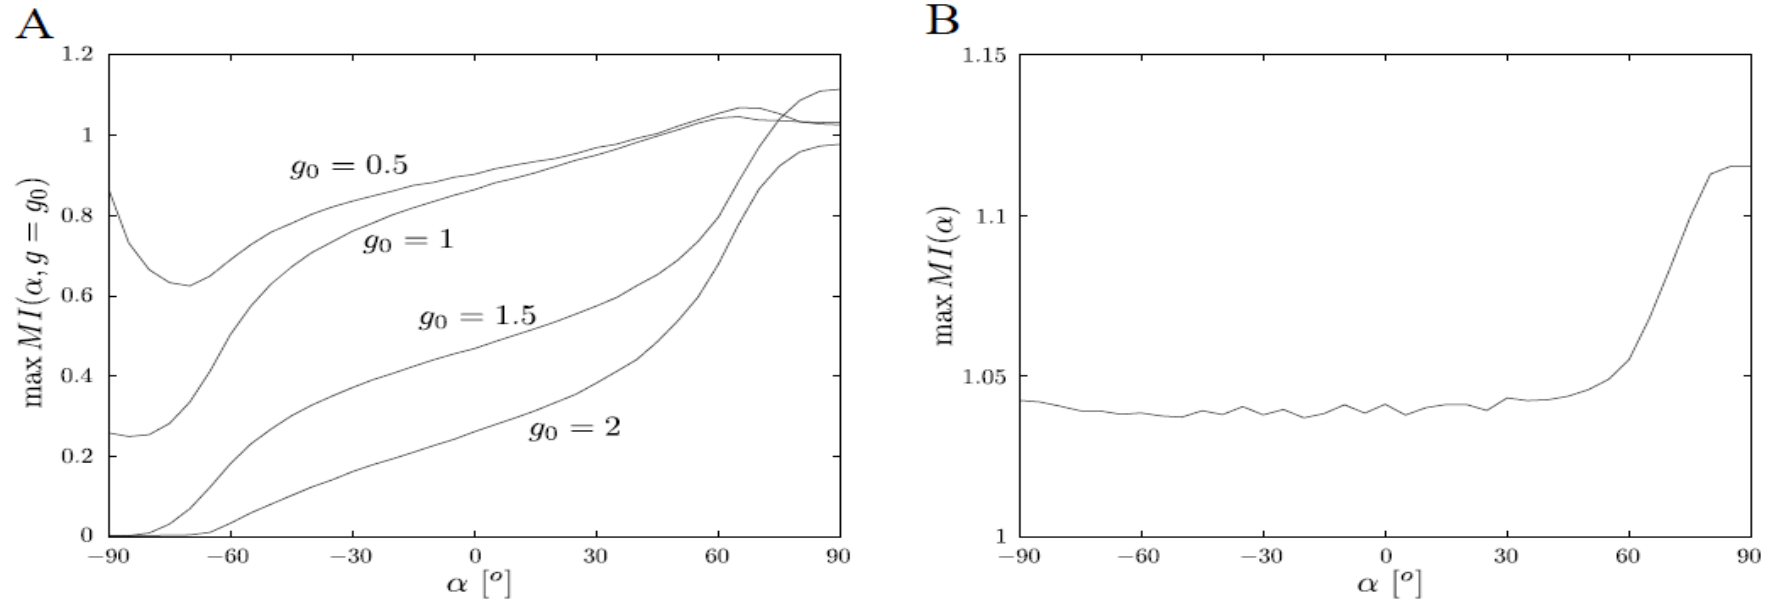 A
1.2
1
0.8
0.6
0.4
0.2
0
max MI(α, g = g₀)
g₀ = 0.5
g₀ = 1
g₀ = 1.5
g₀ = 2
−90 −60 −30 0 30 60 90
α [°]
B
1.15
1.1
1.05
1
max MI(α)
−90 −60 −30 0 30 60 90
α [°]